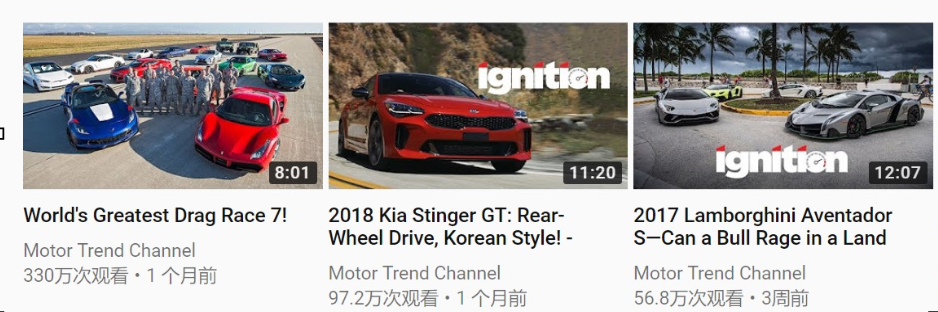 8:01
World's Greatest Drag Race 7!
Motor Trend Channel
330万次观看 • 1 个月前
ignition
11:20
2018 Kia Stinger GT: Rear-
Wheel Drive, Korean Style! -
Motor Trend Channel
97.2万次观看 • 1 个月前
ignition
12:07
2017 Lamborghini Aventador
S—Can a Bull Rage in a Land
Motor Trend Channel
56.8万次观看 • 3周前